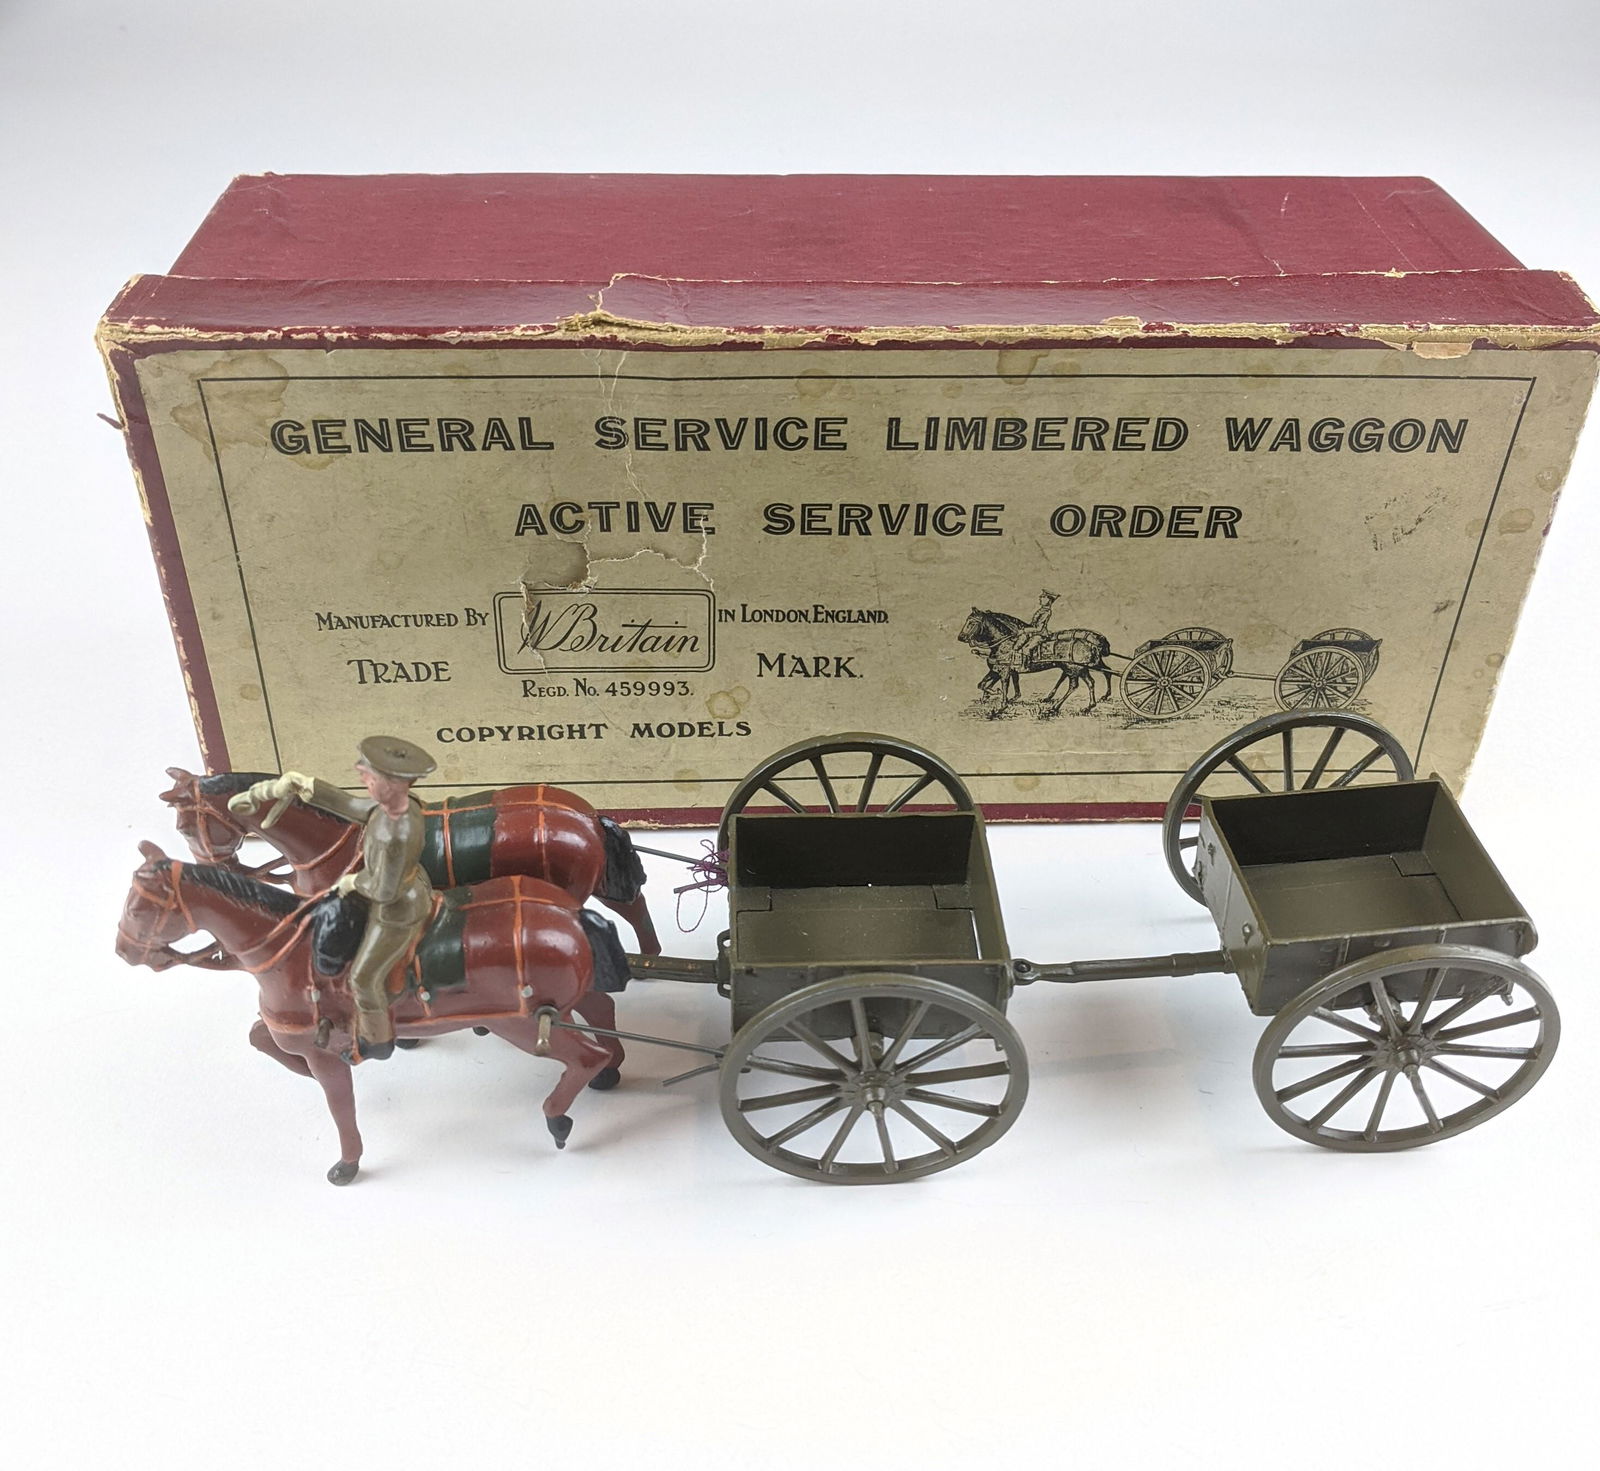 GENERAL SERVICE LIMBERED WAGGON
ACTIVE SERVICE ORDER
MANUFACTURED BY W Britain IN LONDON, ENGLAND.
TRADE MARK.
REGD. No. 459993.
COPYRIGHT MODELS